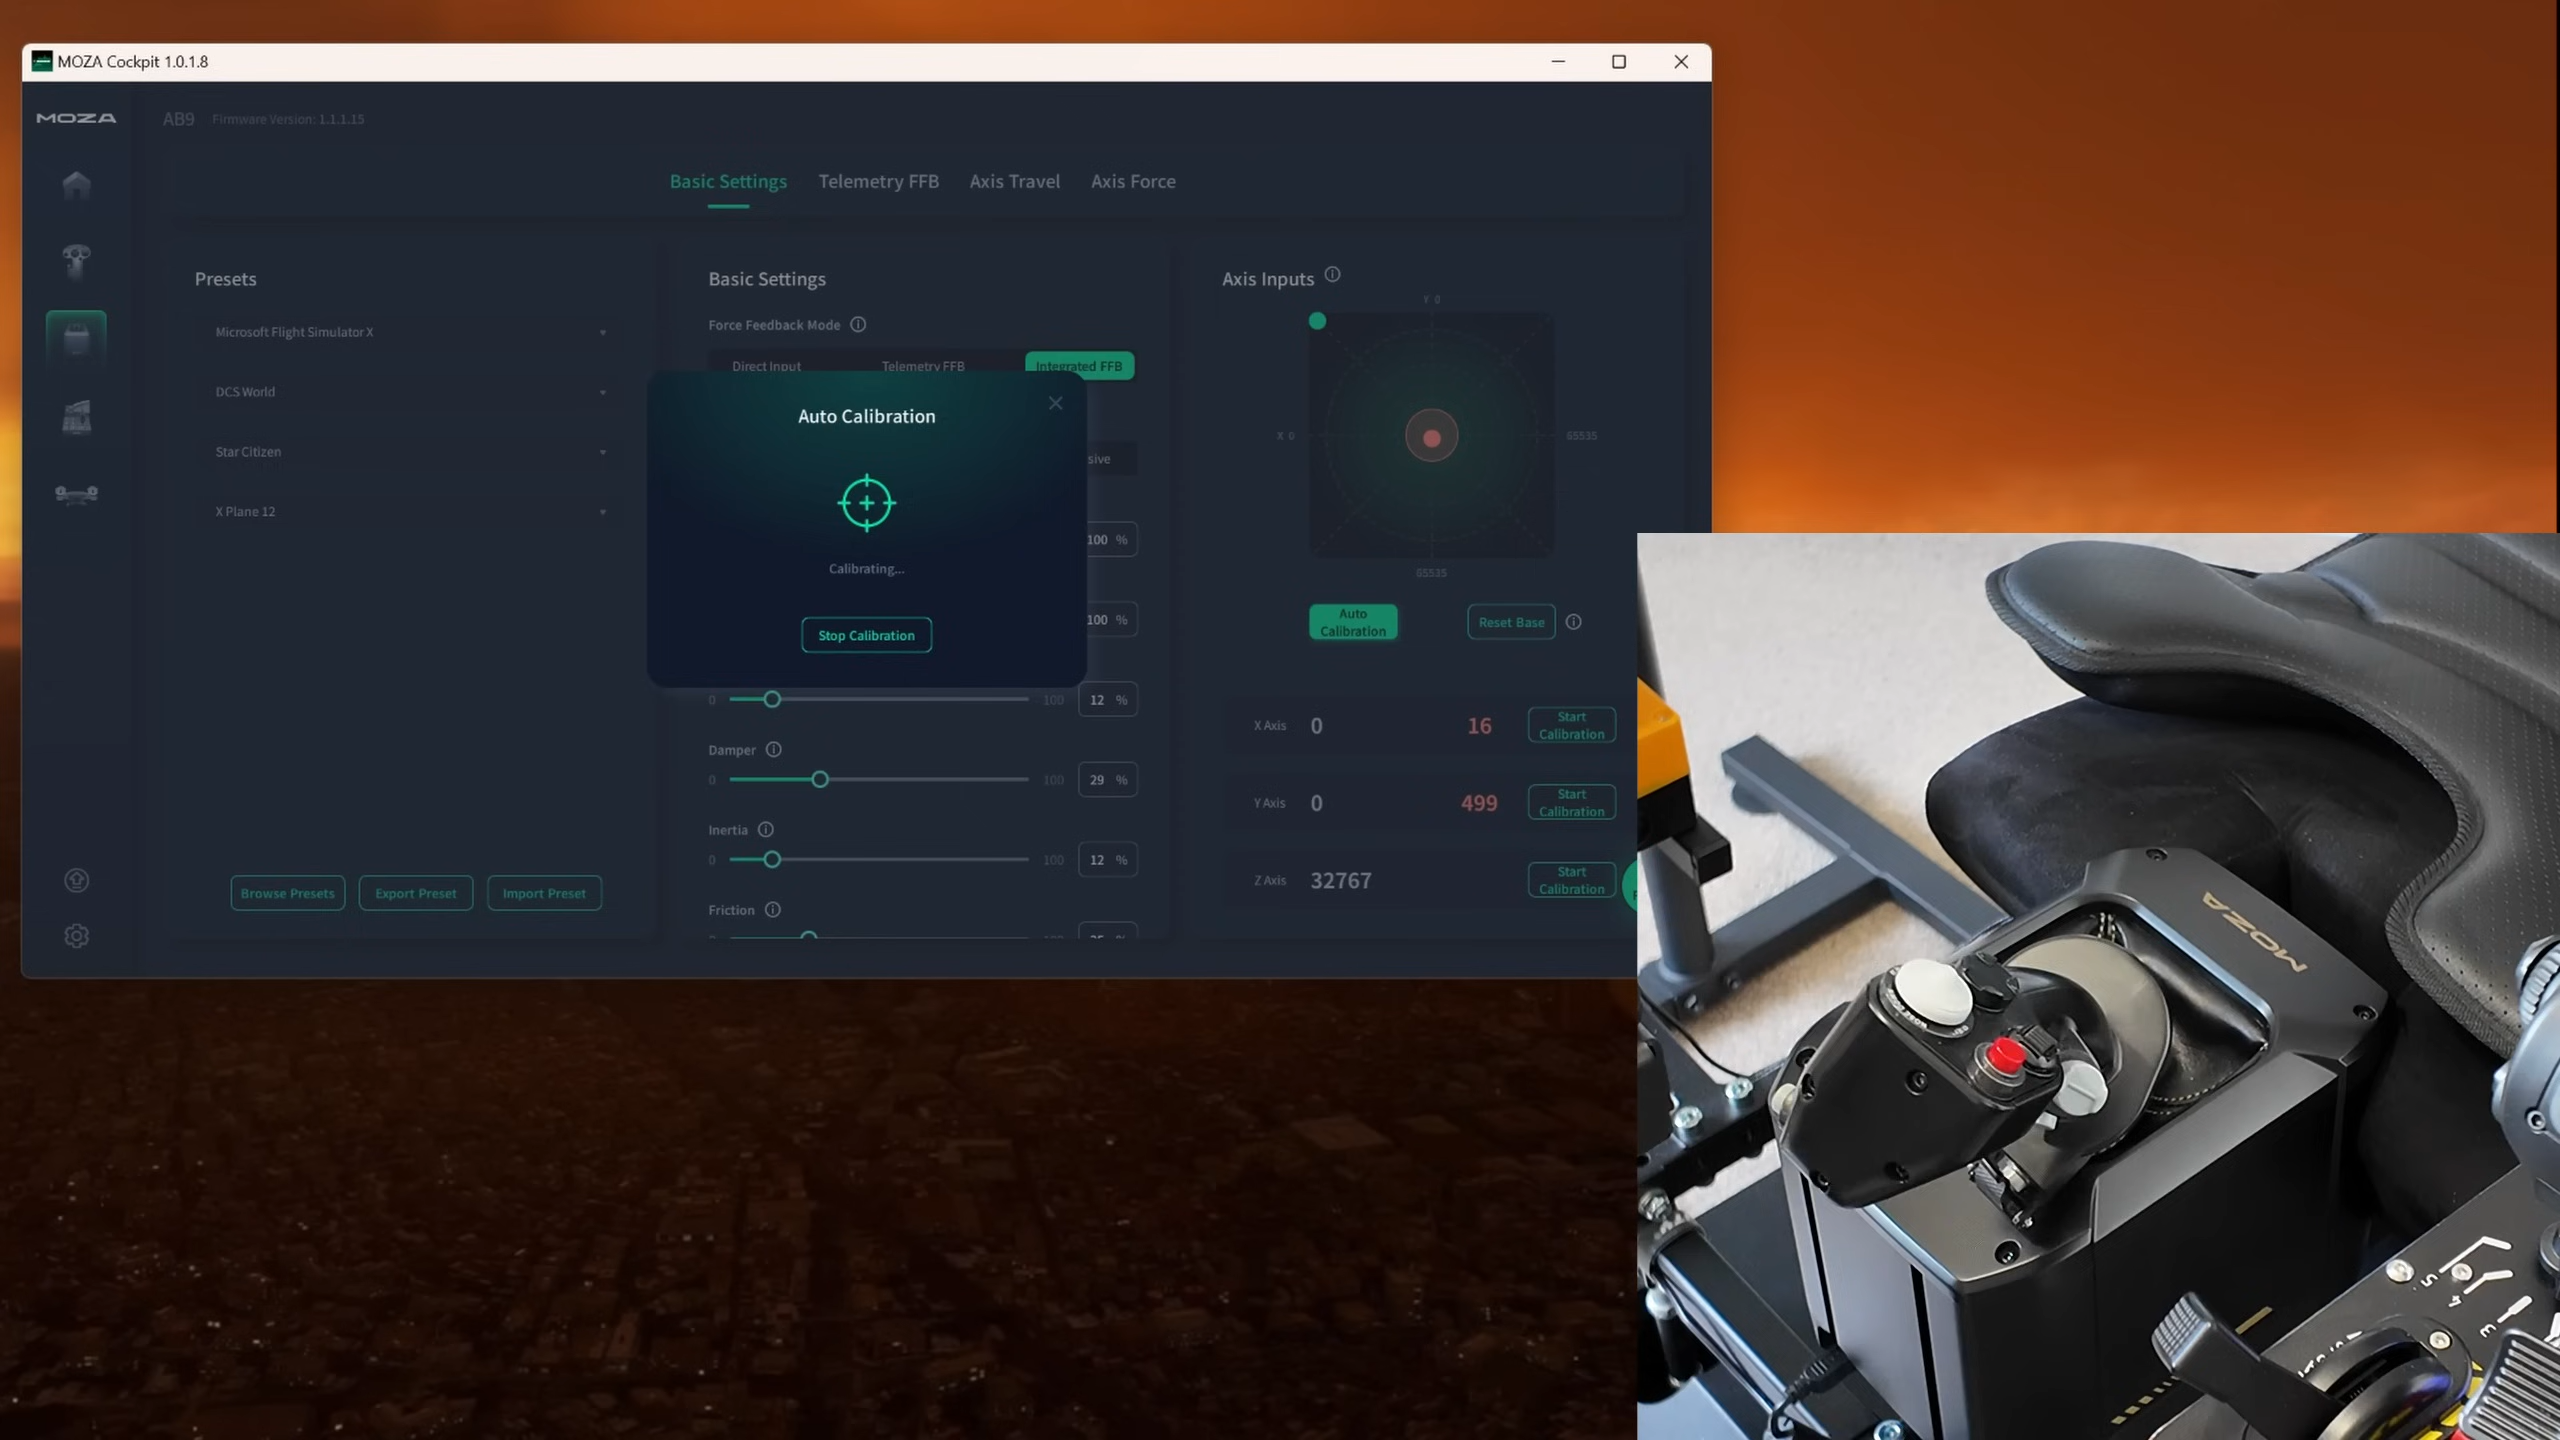 MOZA Cockpit 1.0.1.8
MOZA
AB9 Firmware Version: 1.1.1.15
Basic Settings Telemetry FFB Axis Travel Axis Force
Presets
Microsoft Flight Simulator X
DCS World
Star Citizen
X Plane 12
Browse Presets Export Preset Import Preset
Basic Settings
Force Feedback Mode
Direct Input Telemetry FFB Integrated FFB
sive
100 %
100 %
0 100 12 %
Damper
0 100 29 %
Inertia
0 100 12 %
Friction
Auto Calibration
Calibrating...
Stop Calibration
Axis Inputs
Y 0
X 0 65535
65535
Auto
Calibration
Reset Base
X Axis 0 16 Start
Calibration
Y Axis 0 499 Start
Calibration
Z Axis 32767 Start
Calibration
MOZA
5
4
3